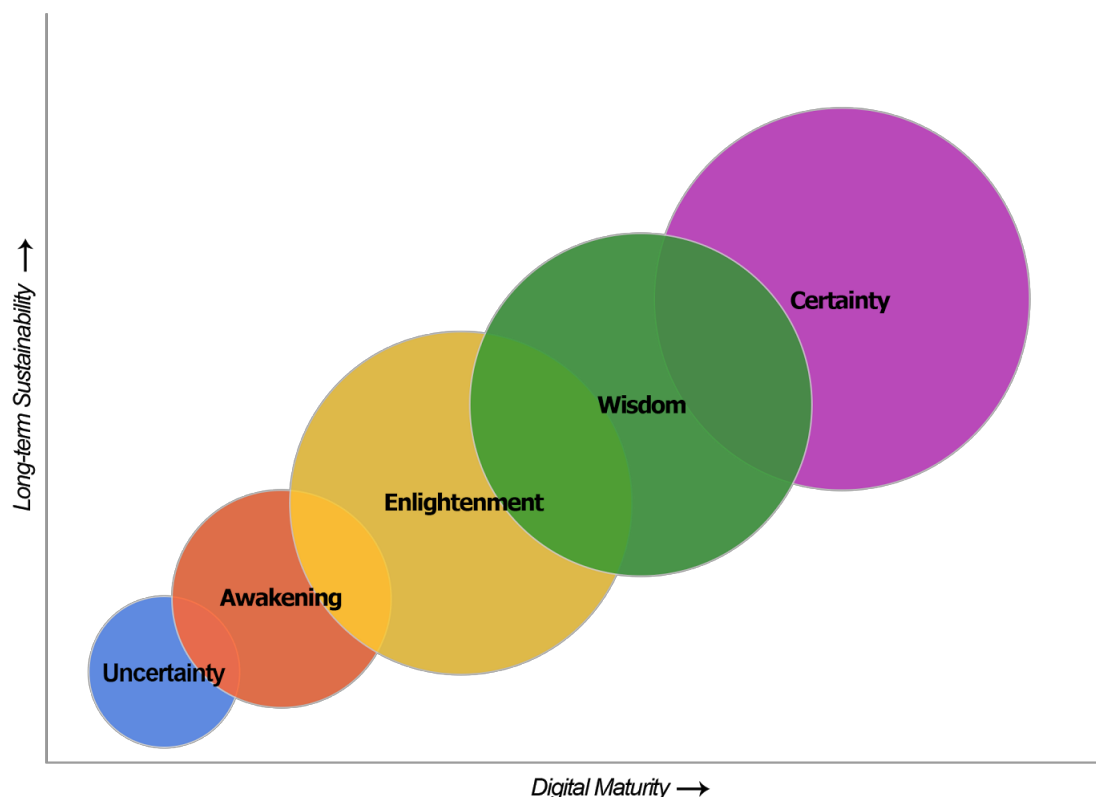 Certainty
Wisdom
Enlightenment
Awakening
Uncertainty
Long-term Sustainability →
Digital Maturity →